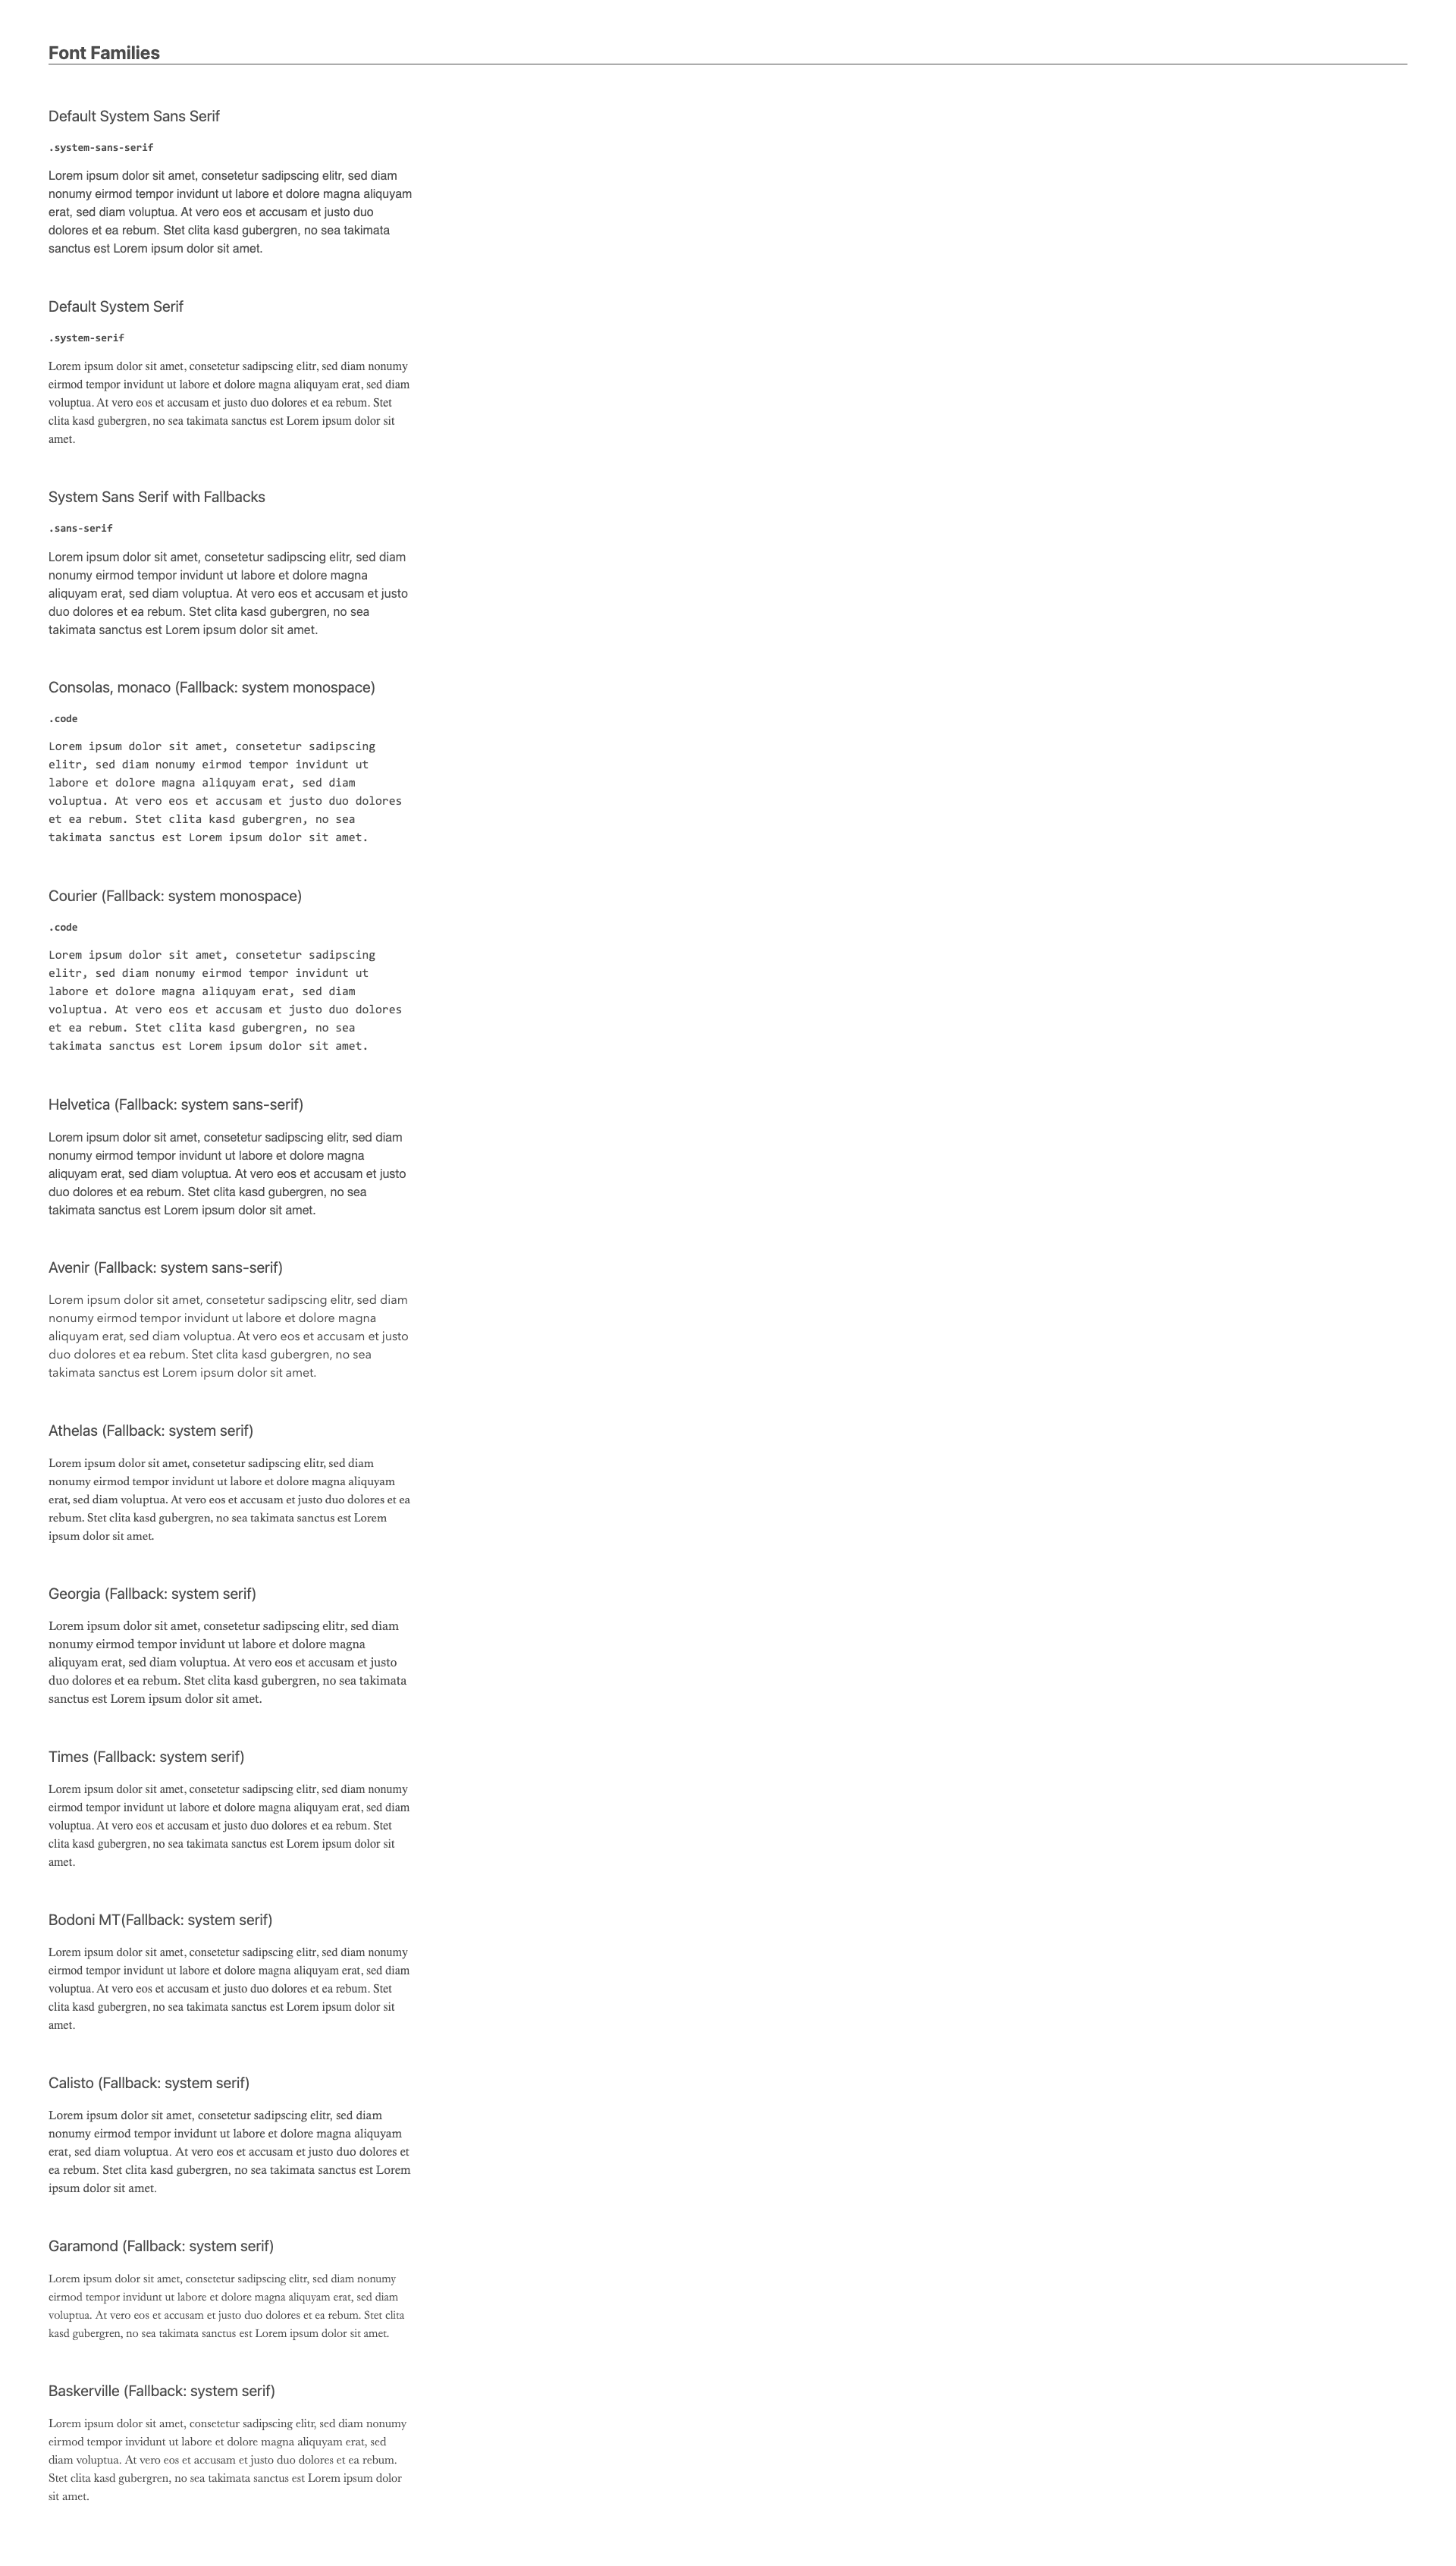 Font Families
Default System Sans Serif
.system-sans-serif
Lorem ipsum dolor sit amet, consetetur sadipscing elitr, sed diam
nonumy eirmod tempor invidunt ut labore et dolore magna aliquyam
erat, sed diam voluptua. At vero eos et accusam et justo duo
dolores et ea rebum. Stet clita kasd gubergren, no sea takimata
sanctus est Lorem ipsum dolor sit amet.
Default System Serif
.system-serif
Lorem ipsum dolor sit amet, consetetur sadipscing elitr, sed diam nonumy
eirmod tempor invidunt ut labore et dolore magna aliquyam erat, sed diam
voluptua. At vero eos et accusam et justo duo dolores et ea rebum. Stet
clita kasd gubergren, no sea takimata sanctus est Lorem ipsum dolor sit
amet.
System Sans Serif with Fallbacks
.sans-serif
Lorem ipsum dolor sit amet, consetetur sadipscing elitr, sed diam
nonumy eirmod tempor invidunt ut labore et dolore magna
aliquyam erat, sed diam voluptua. At vero eos et accusam et justo
duo dolores et ea rebum. Stet clita kasd gubergren, no sea
takimata sanctus est Lorem ipsum dolor sit amet.
Consolas, monaco (Fallback: system monospace)
.code
Lorem ipsum dolor sit amet, consetetur sadipscing
elitr, sed diam nonumy eirmod tempor invidunt ut
labore et dolore magna aliquyam erat, sed diam
voluptua. At vero eos et accusam et justo duo dolores
et ea rebum. Stet clita kasd gubergren, no sea
takimata sanctus est Lorem ipsum dolor sit amet.
Courier (Fallback: system monospace)
.code
Lorem ipsum dolor sit amet, consetetur sadipscing
elitr, sed diam nonumy eirmod tempor invidunt ut
labore et dolore magna aliquyam erat, sed diam
voluptua. At vero eos et accusam et justo duo dolores
et ea rebum. Stet clita kasd gubergren, no sea
takimata sanctus est Lorem ipsum dolor sit amet.
Helvetica (Fallback: system sans-serif)
Lorem ipsum dolor sit amet, consetetur sadipscing elitr, sed diam
nonumy eirmod tempor invidunt ut labore et dolore magna
aliquyam erat, sed diam voluptua. At vero eos et accusam et justo
duo dolores et ea rebum. Stet clita kasd gubergren, no sea
takimata sanctus est Lorem ipsum dolor sit amet.
Avenir (Fallback: system sans-serif)
Lorem ipsum dolor sit amet, consetetur sadipscing elitr, sed diam
nonumy eirmod tempor invidunt ut labore et dolore magna
aliquyam erat, sed diam voluptua. At vero eos et accusam et justo
duo dolores et ea rebum. Stet clita kasd gubergren, no sea
takimata sanctus est Lorem ipsum dolor sit amet.
Athelas (Fallback: system serif)
Lorem ipsum dolor sit amet, consetetur sadipscing elitr, sed diam
nonumy eirmod tempor invidunt ut labore et dolore magna aliquyam
erat, sed diam voluptua. At vero eos et accusam et justo duo dolores et ea
rebum. Stet clita kasd gubergren, no sea takimata sanctus est Lorem
ipsum dolor sit amet.
Georgia (Fallback: system serif)
Lorem ipsum dolor sit amet, consetetur sadipscing elitr, sed diam
nonumy eirmod tempor invidunt ut labore et dolore magna
aliquyam erat, sed diam voluptua. At vero eos et accusam et justo
duo dolores et ea rebum. Stet clita kasd gubergren, no sea takimata
sanctus est Lorem ipsum dolor sit amet.
Times (Fallback: system serif)
Lorem ipsum dolor sit amet, consetetur sadipscing elitr, sed diam nonumy
eirmod tempor invidunt ut labore et dolore magna aliquyam erat, sed diam
voluptua. At vero eos et accusam et justo duo dolores et ea rebum. Stet
clita kasd gubergren, no sea takimata sanctus est Lorem ipsum dolor sit
amet.
Bodoni MT(Fallback: system serif)
Lorem ipsum dolor sit amet, consetetur sadipscing elitr, sed diam nonumy
eirmod tempor invidunt ut labore et dolore magna aliquyam erat, sed diam
voluptua. At vero eos et accusam et justo duo dolores et ea rebum. Stet
clita kasd gubergren, no sea takimata sanctus est Lorem ipsum dolor sit
amet.
Calisto (Fallback: system serif)
Lorem ipsum dolor sit amet, consetetur sadipscing elitr, sed diam
nonumy eirmod tempor invidunt ut labore et dolore magna aliquyam
erat, sed diam voluptua. At vero eos et accusam et justo duo dolores et
ea rebum. Stet clita kasd gubergren, no sea takimata sanctus est Lorem
ipsum dolor sit amet.
Garamond (Fallback: system serif)
Lorem ipsum dolor sit amet, consetetur sadipscing elitr, sed diam nonumy
eirmod tempor invidunt ut labore et dolore magna aliquyam erat, sed diam
voluptua. At vero eos et accusam et justo duo dolores et ea rebum. Stet clita
kasd gubergren, no sea takimata sanctus est Lorem ipsum dolor sit amet.
Baskerville (Fallback: system serif)
Lorem ipsum dolor sit amet, consetetur sadipscing elitr, sed diam nonumy
eirmod tempor invidunt ut labore et dolore magna aliquyam erat, sed
diam voluptua. At vero eos et accusam et justo duo dolores et ea rebum.
Stet clita kasd gubergren, no sea takimata sanctus est Lorem ipsum dolor
sit amet.